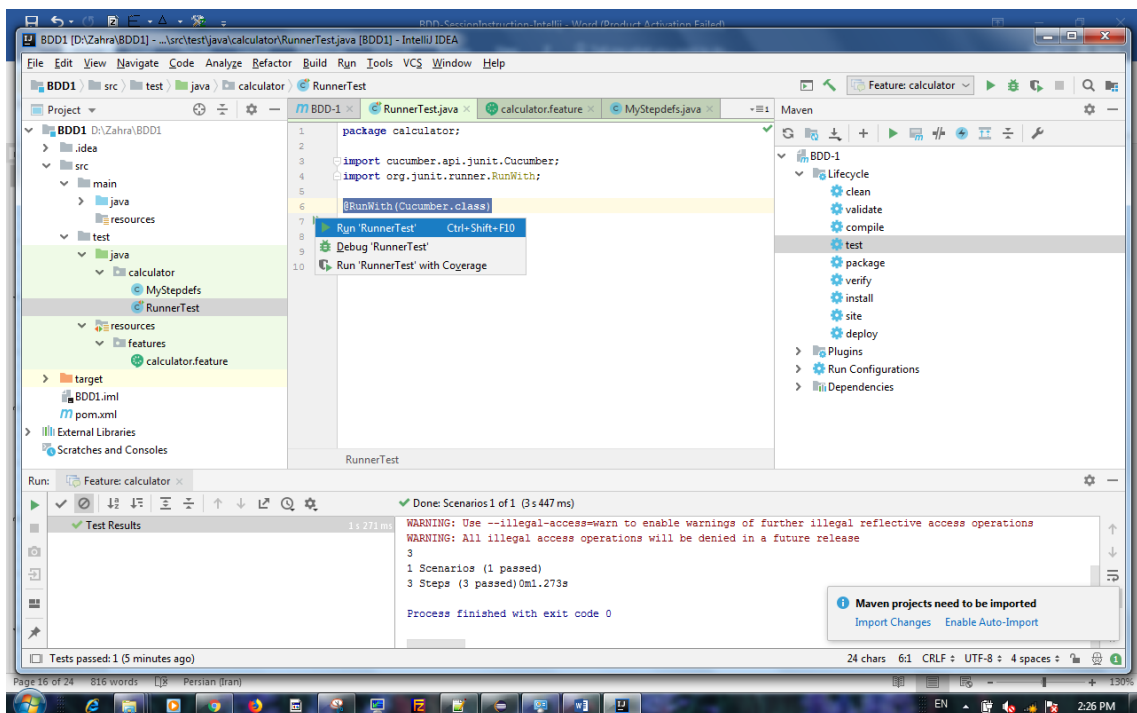 BDD-SessionInstruction-Intellij - Word (Product Activation Failed)
BDD1 [D:\Zahra\BDD1] - ...\src\test\java\calculator\RunnerTest.java [BDD1] - IntelliJ IDEA
File Edit View Navigate Code Analyze Refactor Build Run Tools VCS Window Help
BDD1 src test java calculator RunnerTest
Feature: calculator
Project
BDD-1
RunnerTest.java
calculator.feature
MyStepdefs.java
Maven
BDD1 D:\Zahra\BDD1
.idea
src
main
java
resources
test
java
calculator
MyStepdefs
RunnerTest
resources
features
calculator.feature
target
BDD1.iml
pom.xml
External Libraries
Scratches and Consoles
1 package calculator;
2
3 import cucumber.api.junit.Cucumber;
4 import org.junit.runner.RunWith;
5
6 @RunWith(Cucumber.class)
7
8
9
10
Run 'RunnerTest' Ctrl+Shift+F10
Debug 'RunnerTest'
Run 'RunnerTest' with Coverage
RunnerTest
BDD-1
Lifecycle
clean
validate
compile
test
package
verify
install
site
deploy
Plugins
Run Configurations
Dependencies
Run: Feature: calculator
Done: Scenarios 1 of 1 (3 s 447 ms)
Test Results 1 s 271 ms
WARNING: Use --illegal-access=warn to enable warnings of further illegal reflective access operations
WARNING: All illegal access operations will be denied in a future release
3
1 Scenarios (1 passed)
3 Steps (3 passed)0m1.273s
Process finished with exit code 0
Maven projects need to be imported
Import Changes Enable Auto-Import
Tests passed: 1 (5 minutes ago)
24 chars 6:1 CRLF UTF-8 4 spaces 1
Page 16 of 24 816 words Persian (Iran) 130%
EN 2:26 PM